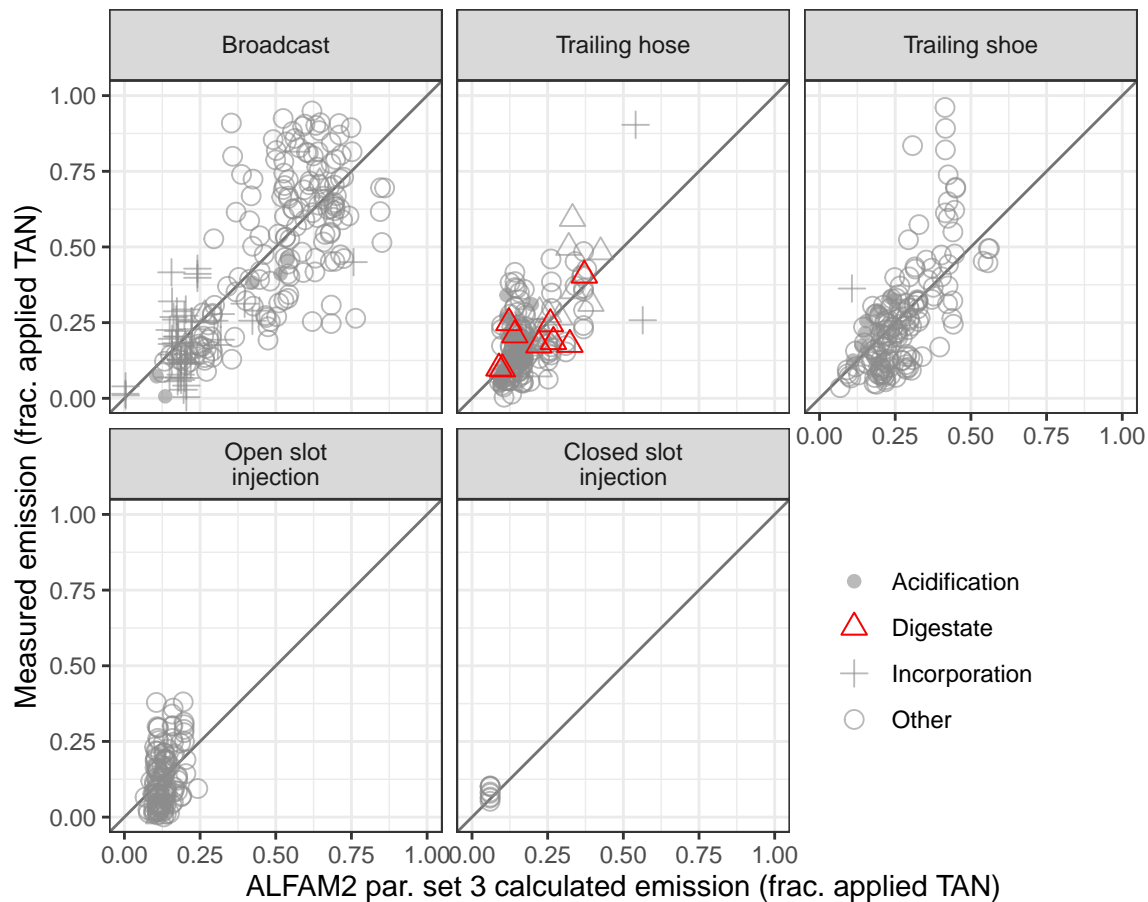 Broadcast
Trailing hose
Trailing shoe
1.00
0.75
0.50
0.25
0.00
0.00 0.25 0.50 0.75 1.00
Open slot
injection
Closed slot
injection
1.00
0.75
0.50
0.25
0.00
0.00 0.25 0.50 0.75 1.00
0.00 0.25 0.50 0.75 1.00
Measured emission (frac. applied TAN)
ALFAM2 par. set 3 calculated emission (frac. applied TAN)
Acidification
Digestate
Incorporation
Other